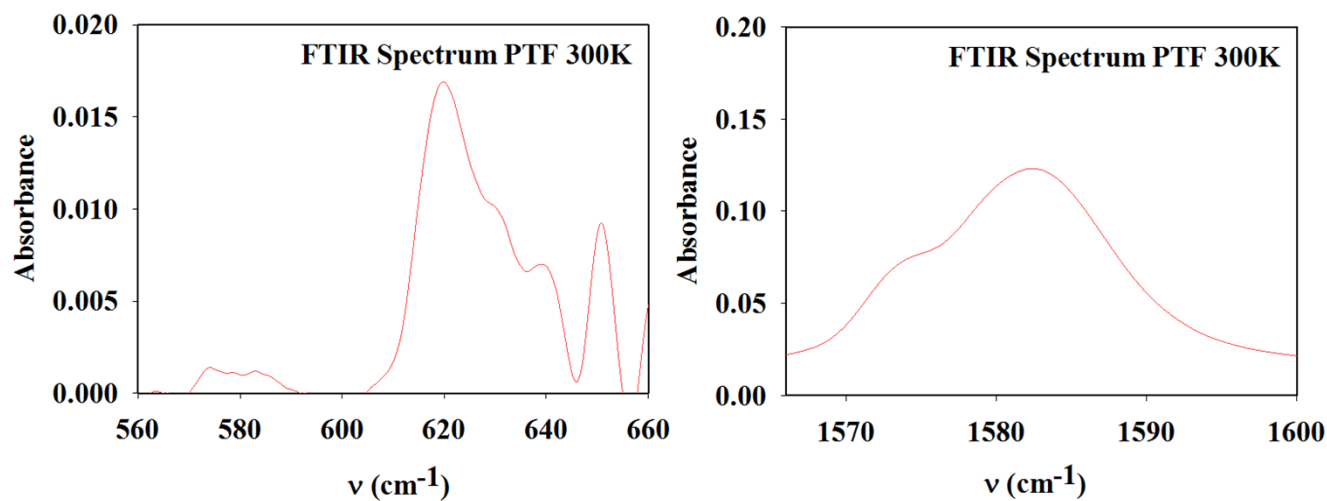 FTIR Spectrum PTF 300K
0.020
0.015
0.010
0.005
0.000
Absorbance
560 580 600 620 640 660
ν (cm-1)
FTIR Spectrum PTF 300K
0.20
0.15
0.10
0.05
0.00
Absorbance
1570 1580 1590 1600
ν (cm-1)